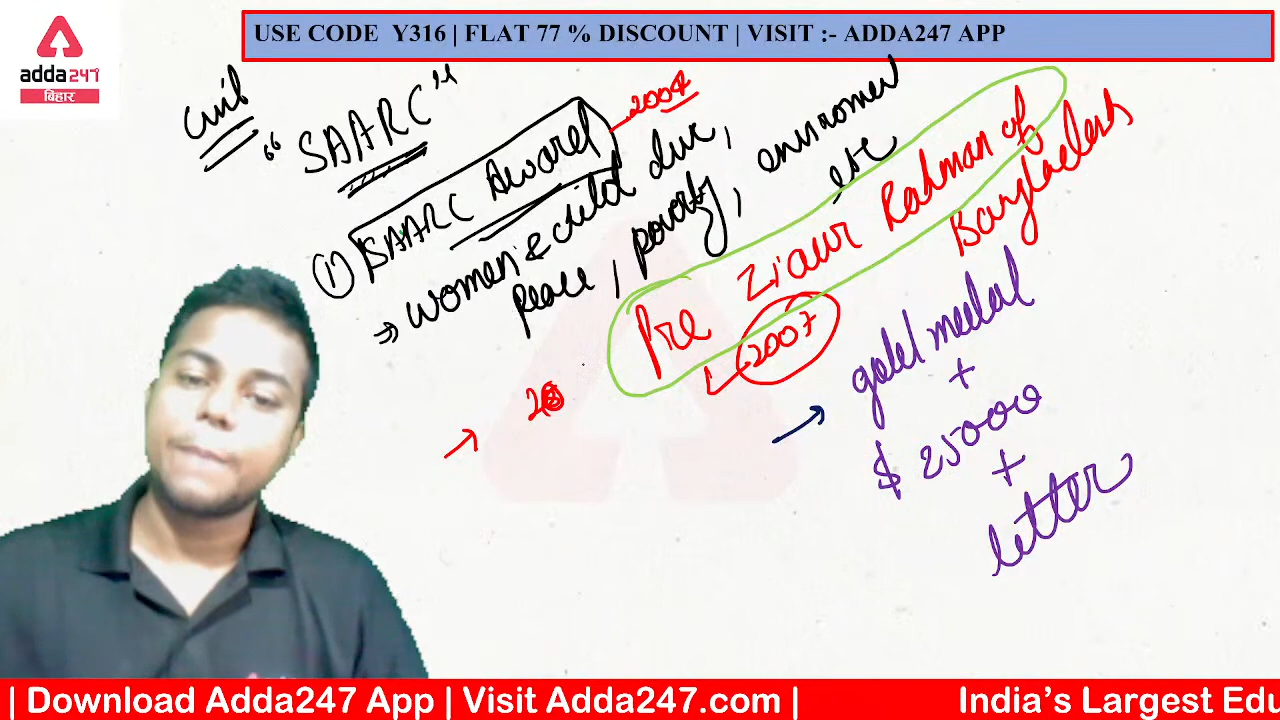 USE CODE Y316 | FLAT 77 % DISCOUNT | VISIT :- ADDA247 APP
adda247
बिहार
civil
"SAARC"
2004
① SAARC Award
⇒ women & child dev,
peace, poverty, enviromen
etc
Pre Ziaur Rahman of
Bangladesh
2007
→ 20
→ gold medal
+
$ 25000
+
letter
| Download Adda247 App | Visit Adda247.com | India's Largest Edu